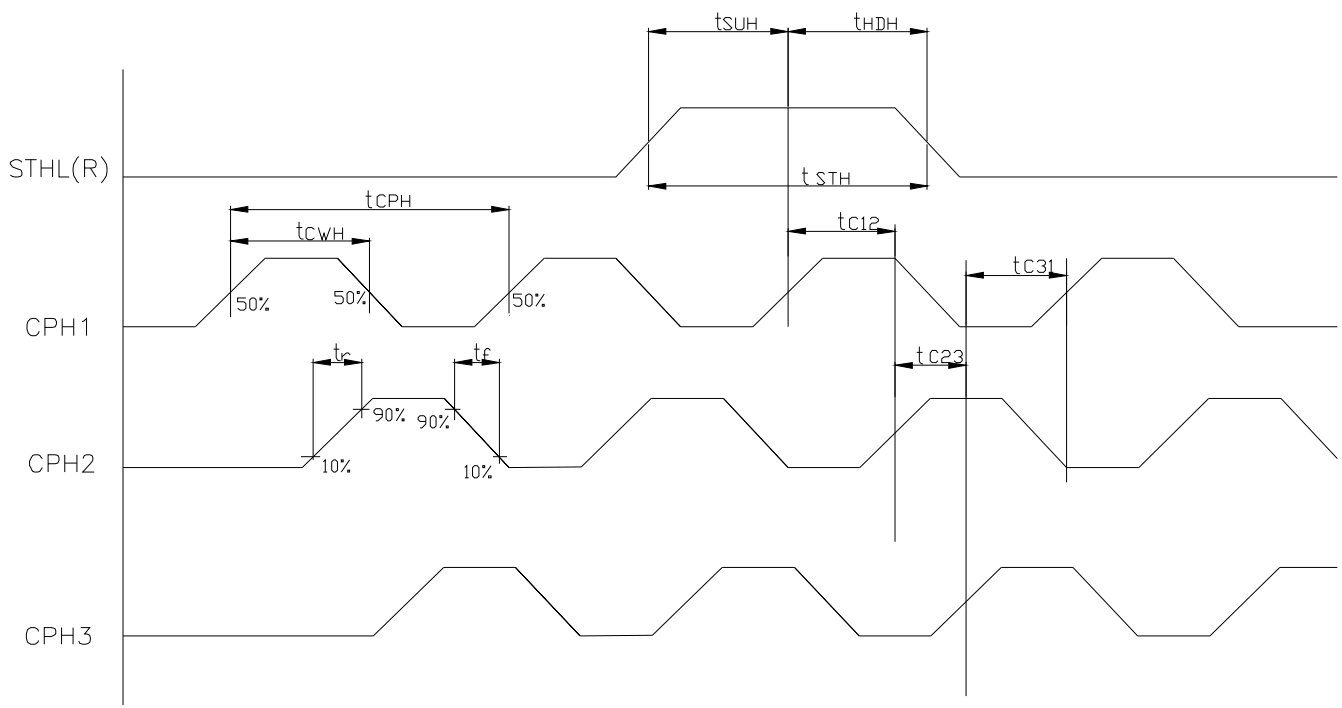 tSUH
tHDH
STHL(R)
tSTH
tCPH
tCWH
tC12
tC31
50%
50%
50%
CPH1
tr
tf
tC23
90%
90%
CPH2
10%
10%
CPH3